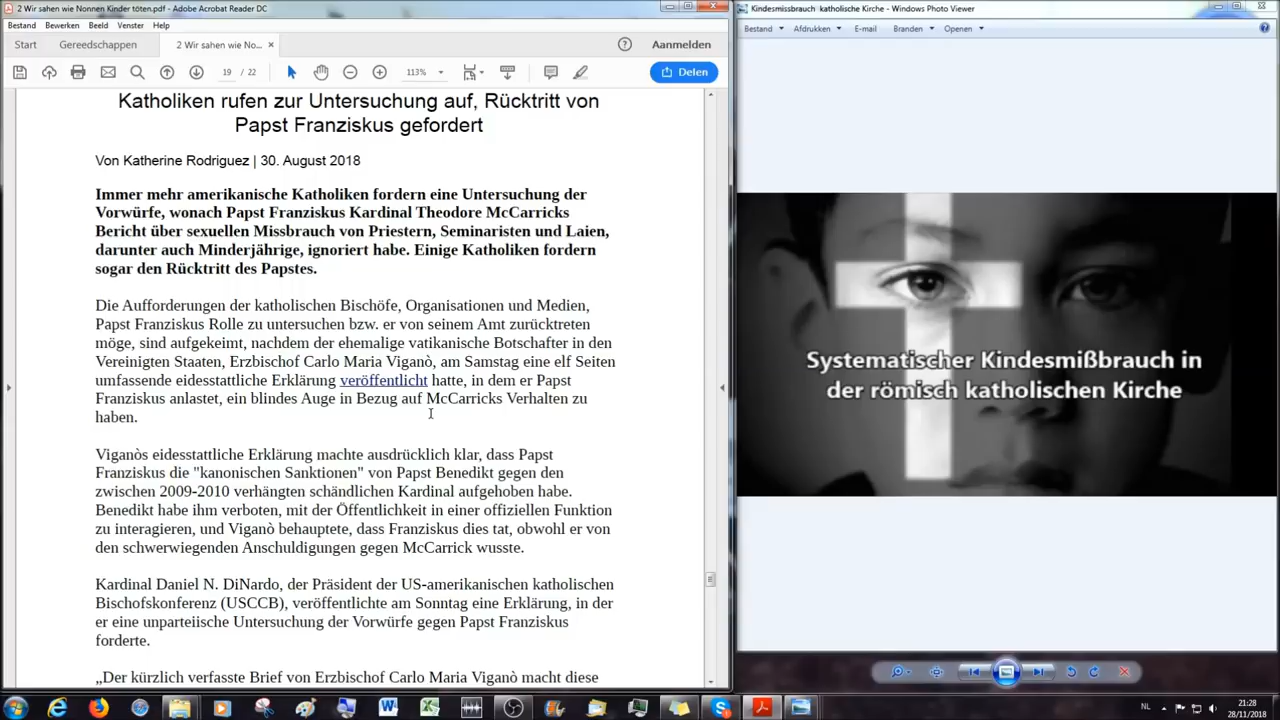 2 Wir sahen wie Nonnen Kinder töten.pdf - Adobe Acrobat Reader DC
Bestand Bewerken Beeld Venster Help
Start Gereedschappen 2 Wir sahen wie No... × Aanmelden
19 / 22 113% Delen
Katholiken rufen zur Untersuchung auf, Rücktritt von
Papst Franziskus gefordert
Von Katherine Rodriguez | 30. August 2018
Immer mehr amerikanische Katholiken fordern eine Untersuchung der
Vorwürfe, wonach Papst Franziskus Kardinal Theodore McCarricks
Bericht über sexuellen Missbrauch von Priestern, Seminaristen und Laien,
darunter auch Minderjährige, ignoriert habe. Einige Katholiken fordern
sogar den Rücktritt des Papstes.
Die Aufforderungen der katholischen Bischöfe, Organisationen und Medien,
Papst Franziskus Rolle zu untersuchen bzw. er von seinem Amt zurücktreten
möge, sind aufgekeimt, nachdem der ehemalige vatikanische Botschafter in den
Vereinigten Staaten, Erzbischof Carlo Maria Viganò, am Samstag eine elf Seiten
umfassende eidesstattliche Erklärung veröffentlicht hatte, in dem er Papst
Franziskus anlastet, ein blindes Auge in Bezug auf McCarricks Verhalten zu
haben.
Viganòs eidesstattliche Erklärung machte ausdrücklich klar, dass Papst
Franziskus die "kanonischen Sanktionen" von Papst Benedikt gegen den
zwischen 2009-2010 verhängten schändlichen Kardinal aufgehoben habe.
Benedikt habe ihm verboten, mit der Öffentlichkeit in einer offiziellen Funktion
zu interagieren, und Viganò behauptete, dass Franziskus dies tat, obwohl er von
den schwerwiegenden Anschuldigungen gegen McCarrick wusste.
Kardinal Daniel N. DiNardo, der Präsident der US-amerikanischen katholischen
Bischofskonferenz (USCCB), veröffentlichte am Sonntag eine Erklärung, in der
er eine unparteiische Untersuchung der Vorwürfe gegen Papst Franziskus
forderte.
„Der kürzlich verfasste Brief von Erzbischof Carlo Maria Viganò macht diese
Kindesmissbrauch katholische Kirche - Windows Photo Viewer
Bestand Afdrukken E-mail Branden Openen
Systematischer Kindesmißbrauch in
der römisch katholischen Kirche
NL 21:28
28/11/2018